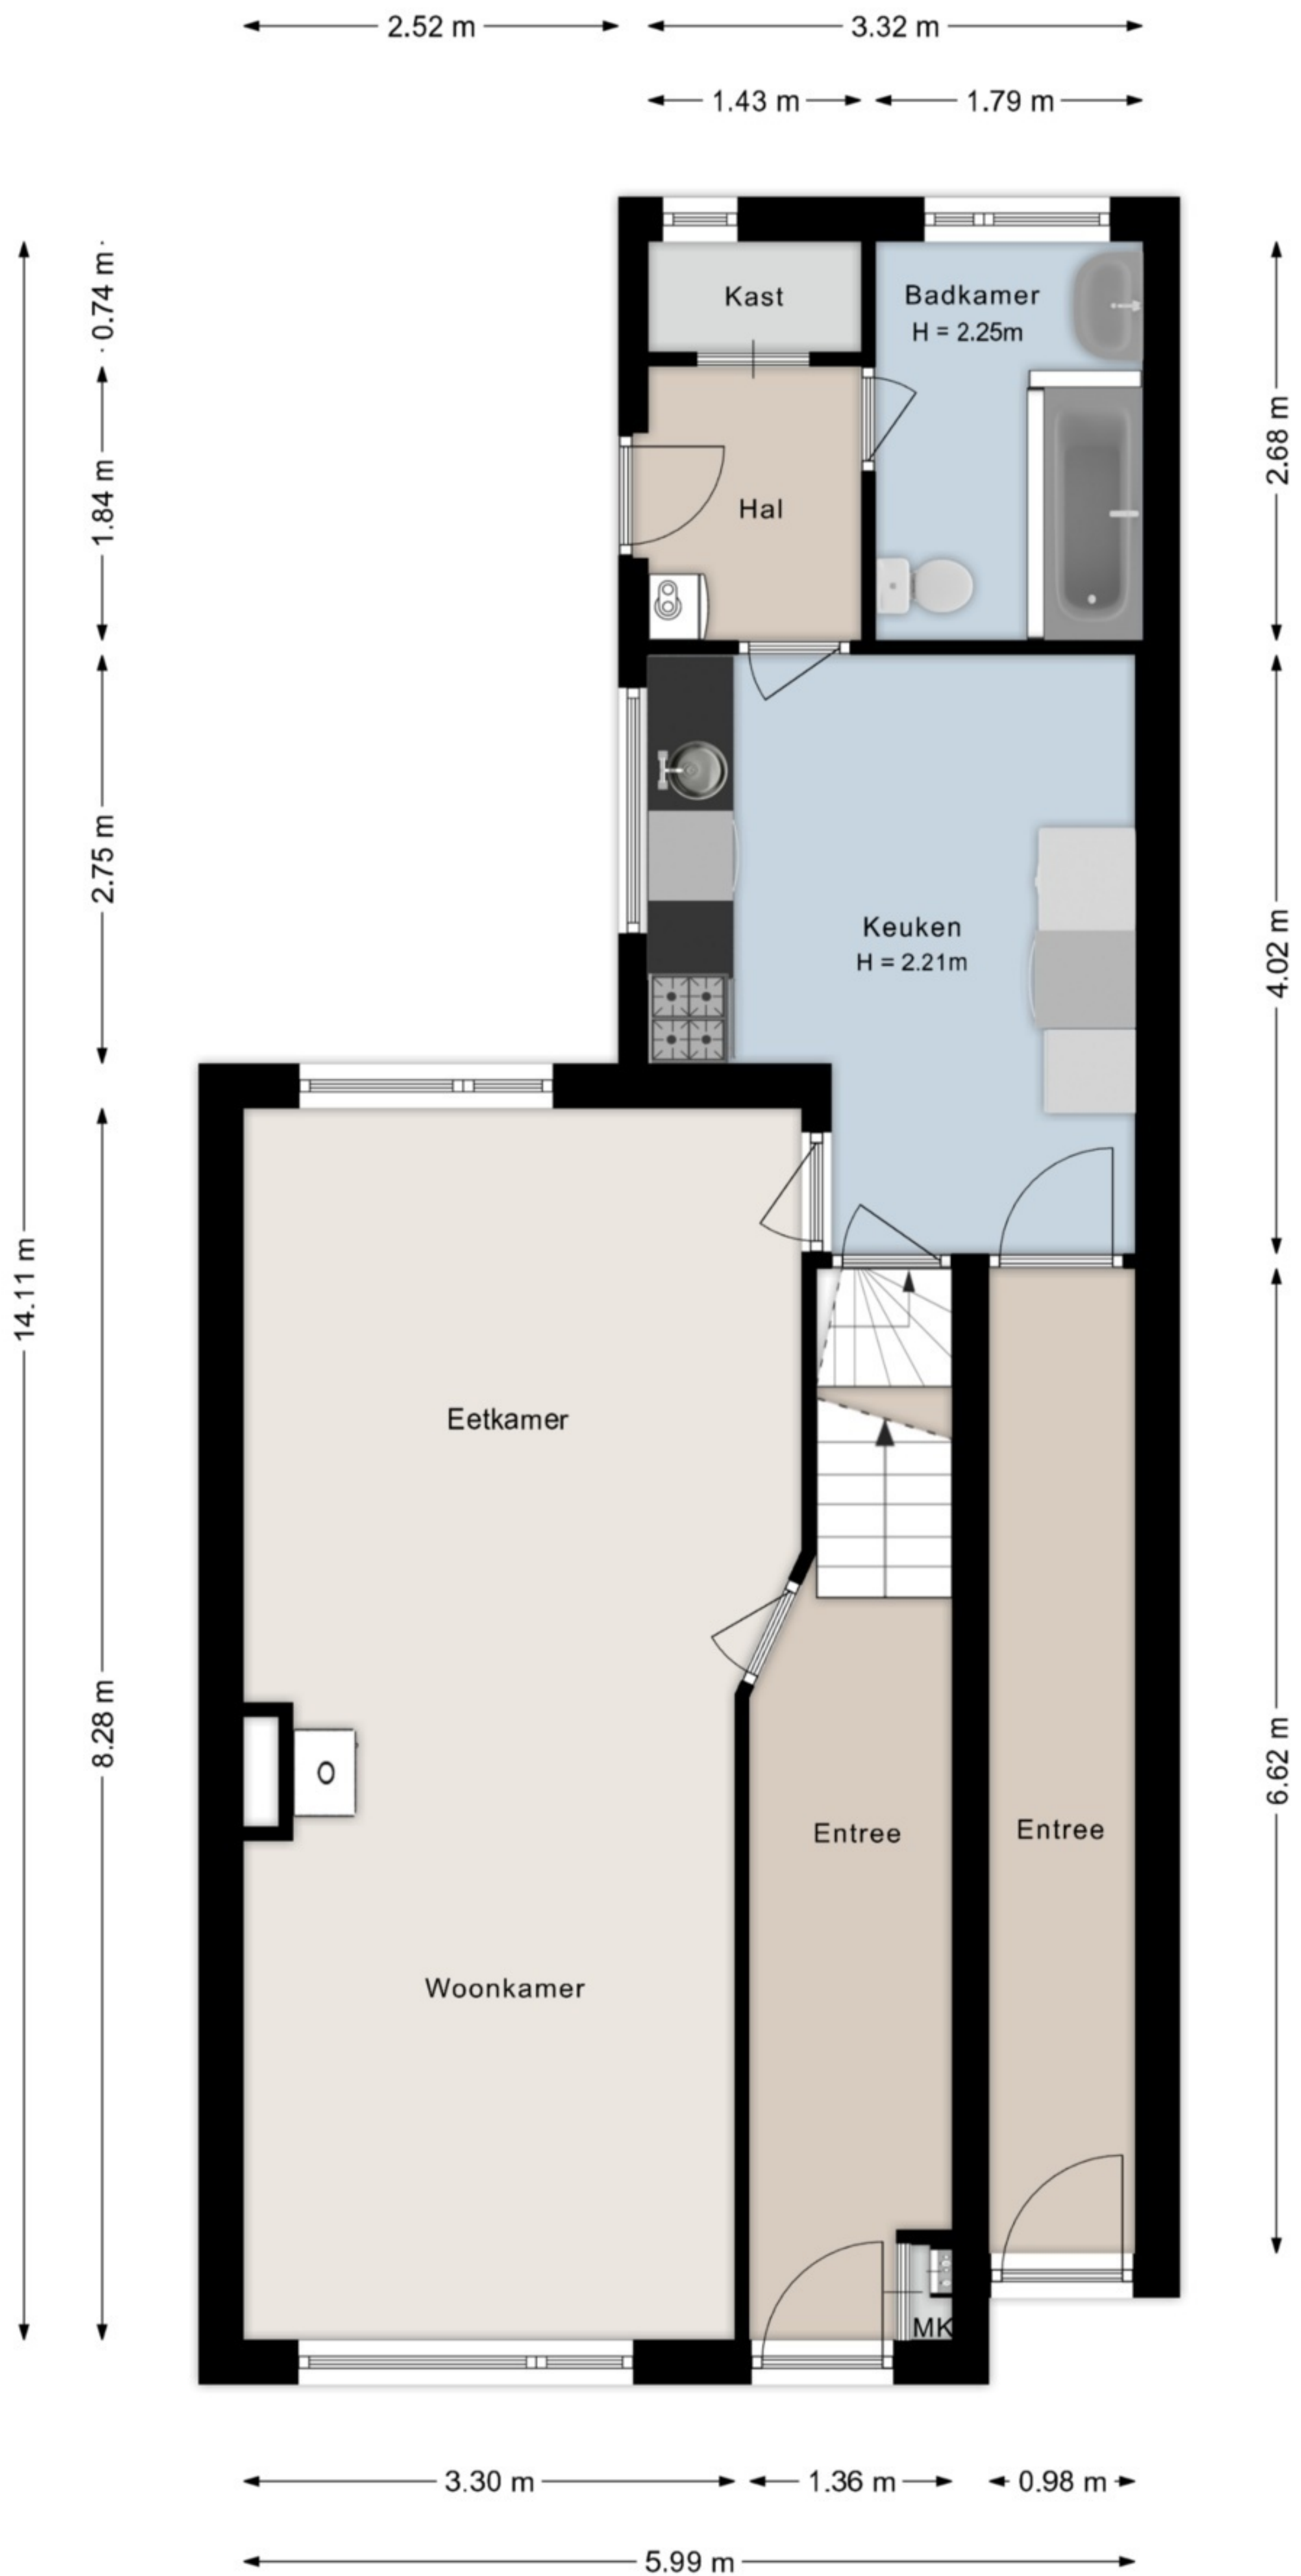 2.52 m
3.32 m
1.43 m
1.79 m
0.74 m
Kast
Badkamer
H = 2.25m
1.84 m
2.68 m
Hal
2.75 m
Keuken
H = 2.21m
4.02 m
14.11 m
Eetkamer
8.28 m
6.62 m
Entree
Entree
Woonkamer
MK
3.30 m
1.36 m
0.98 m
5.99 m